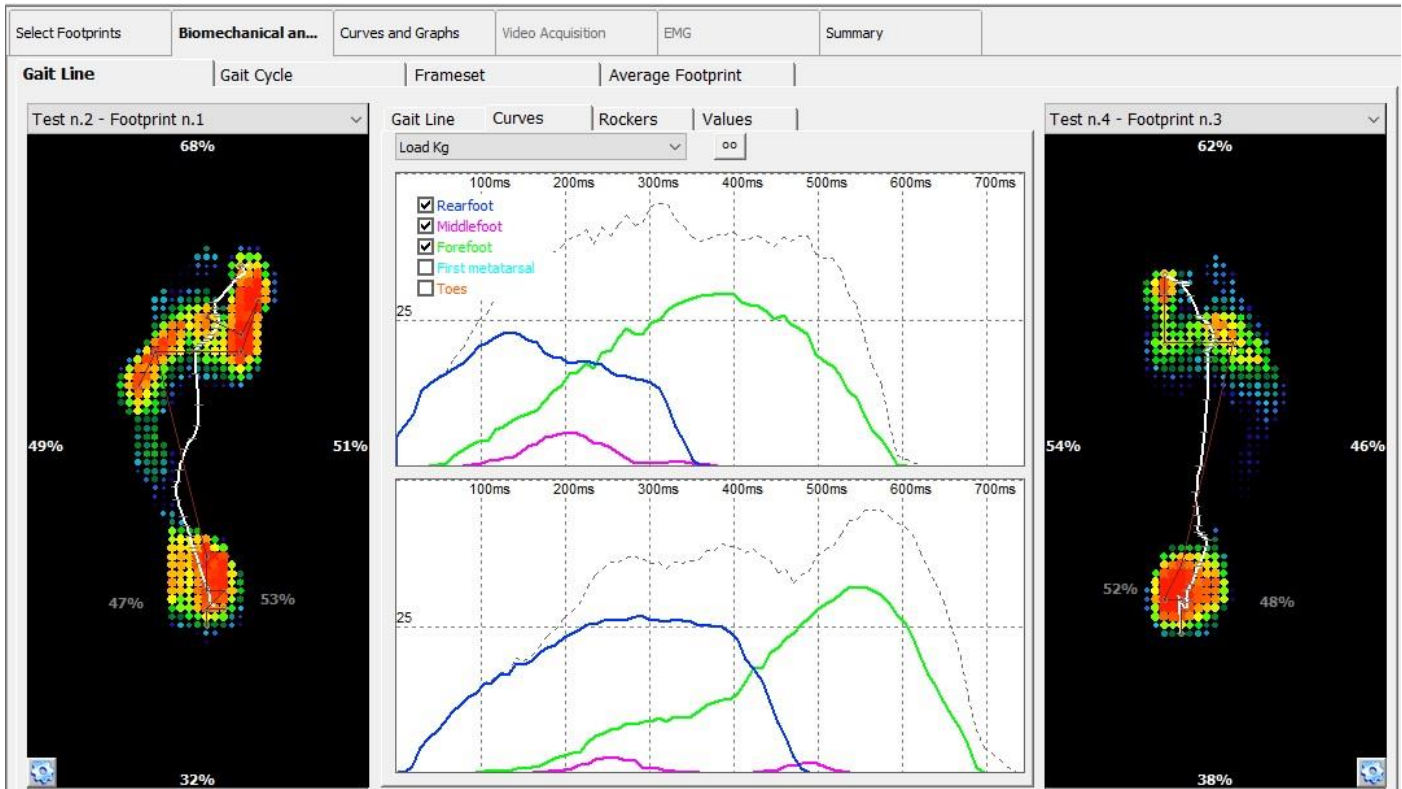 Select Footprints
Biomechanical an...
Curves and Graphs
Video Acquisition
EMG
Summary
Gait Line
Gait Cycle
Frameset
Average Footprint
Test n.2 - Footprint n.1
68%
49%
51%
47%
53%
32%
Gait Line
Curves
Rockers
Values
Load Kg
oo
100ms 200ms 300ms 400ms 500ms 600ms 700ms
Rearfoot
Middlefoot
Forefoot
First metatarsal
Toes
25
100ms 200ms 300ms 400ms 500ms 600ms 700ms
25
Test n.4 - Footprint n.3
62%
54%
46%
52%
48%
38%